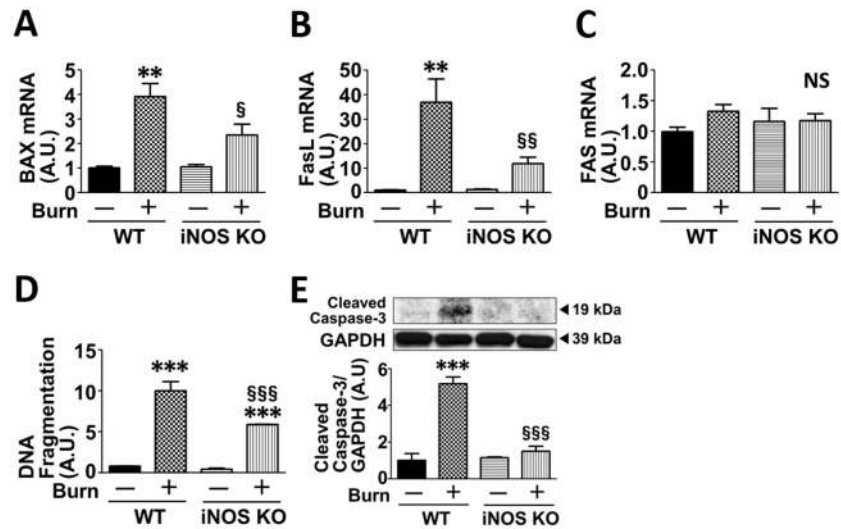 A
BAX mRNA
(A.U.)
5
4
3
2
1
0
**
§
Burn
— + — +
WT iNOS KO
B
FasL mRNA
(A.U.)
50
40
30
20
10
0
**
§§
Burn
— + — +
WT iNOS KO
C
FAS mRNA
(A.U.)
2.0
1.5
1.0
0.5
0
NS
Burn
— + — +
WT iNOS KO
D
DNA
Fragmentation
(A.U.)
15
10
5
0
***
§§§
***
Burn
— + — +
WT iNOS KO
E
Cleaved
Caspase-3
◄ 19 kDa
GAPDH
◄ 39 kDa
Cleaved
Caspase-3/
GAPDH (A.U)
6
4
2
0
***
§§§
Burn
— + — +
WT iNOS KO